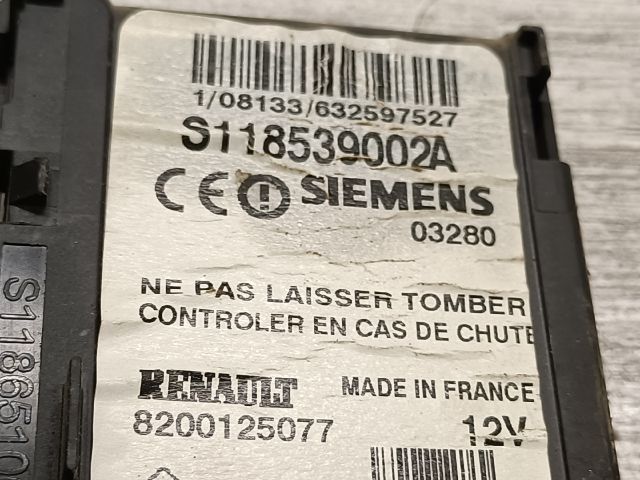 1/08133/632597527
S118539002A
CE SIEMENS
03280
NE PAS LAISSER TOMBER
CONTROLER EN CAS DE CHUTE
RENAULT MADE IN FRANCE
8200125077 12V
S1186510